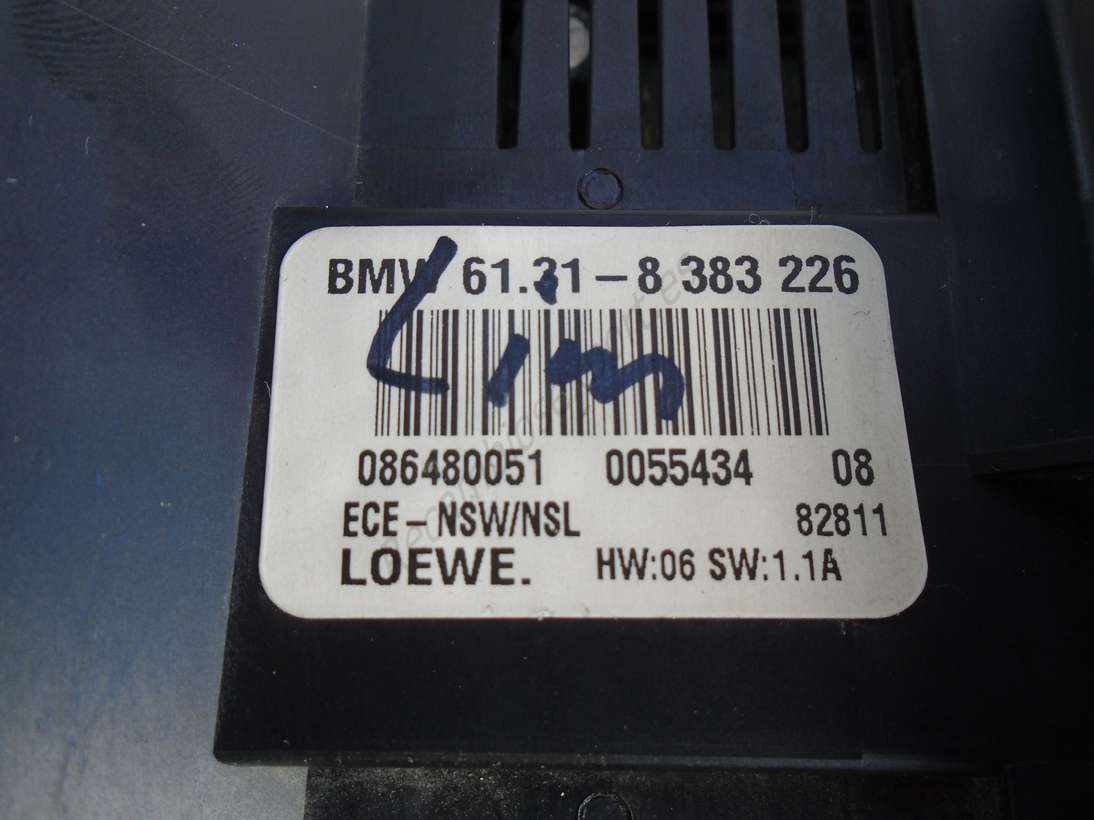 BMW 61.31-8 383 226
Lim
086480051 0055434 08
ECE-NSW/NSL 82811
LOEWE. HW:06 SW:1.1A